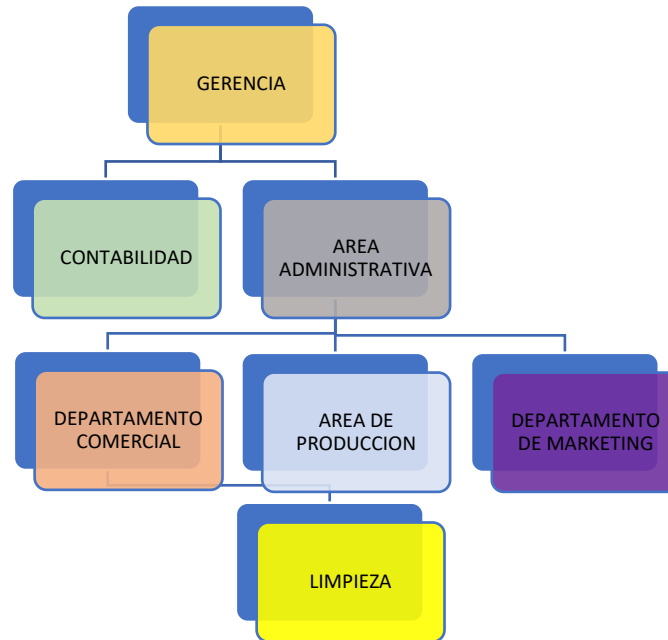 GERENCIA
CONTABILIDAD
AREA
ADMINISTRATIVA
DEPARTAMENTO
COMERCIAL
AREA DE
PRODUCCION
DEPARTAMENTO
DE MARKETING
LIMPIEZA